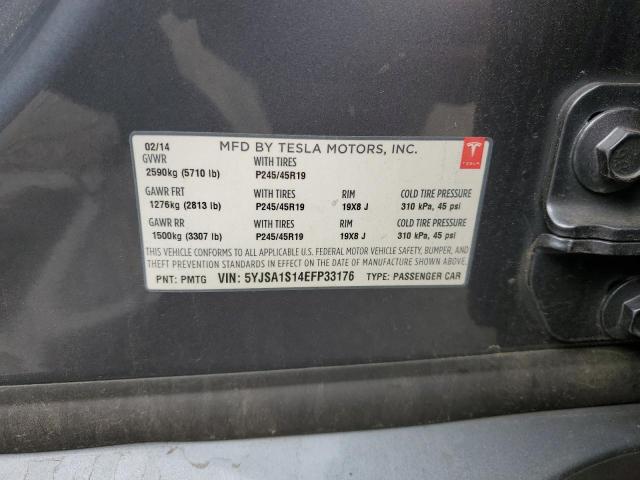 02/14 MFD BY TESLA MOTORS, INC.
GVWR WITH TIRES
2590kg (5710 lb) P245/45R19
TESLA
GAWR FRT WITH TIRES RIM COLD TIRE PRESSURE
1276kg (2813 lb) P245/45R19 19X8 J 310 kPa, 45 psi
GAWR RR WITH TIRES RIM COLD TIRE PRESSURE
1500kg (3307 lb) P245/45R19 19X8 J 310 kPa, 45 psi
THIS VEHICLE CONFORMS TO ALL APPLICABLE U.S. FEDERAL MOTOR VEHICLE SAFETY, BUMPER, AND
THEFT PREVENTION STANDARDS IN EFFECT ON THE DATE OF MANUFACTURE SHOWN ABOVE.
PNT: PMTG VIN: 5YJSA1S14EFP33176 TYPE: PASSENGER CAR